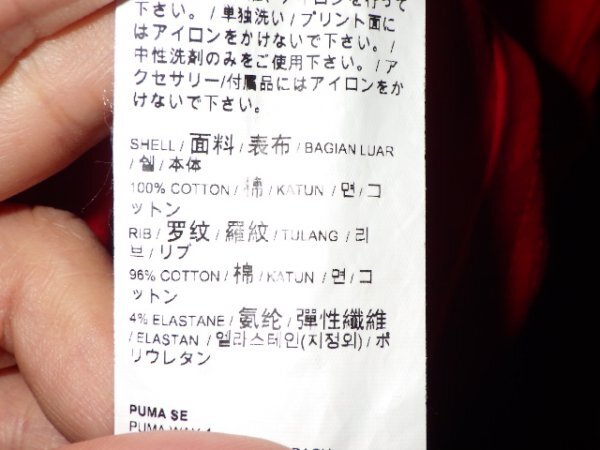 下さい。/単独洗い/プリント面に
はアイロンをかけないで下さい。/
中性洗剤のみをご使用下さい。/ア
クセサリー/付属品にはアイロンをか
けないで下さい。
SHELL / 面料 / 表布 / BAGIAN LUAR
/ 쉘 / 本体
100% COTTON / 棉 / KATUN / 면 / コ
ットン
RIB / 罗纹 / 羅紋 / TULANG / 리
브 / リブ
96% COTTON / 棉 / KATUN / 면 / コ
ットン
4% ELASTANE / 氨纶 / 彈性纖維
/ ELASTAN / 엘라스테인(지정외) / ポ
リウレタン
PUMA SE
PUMA WAY 1